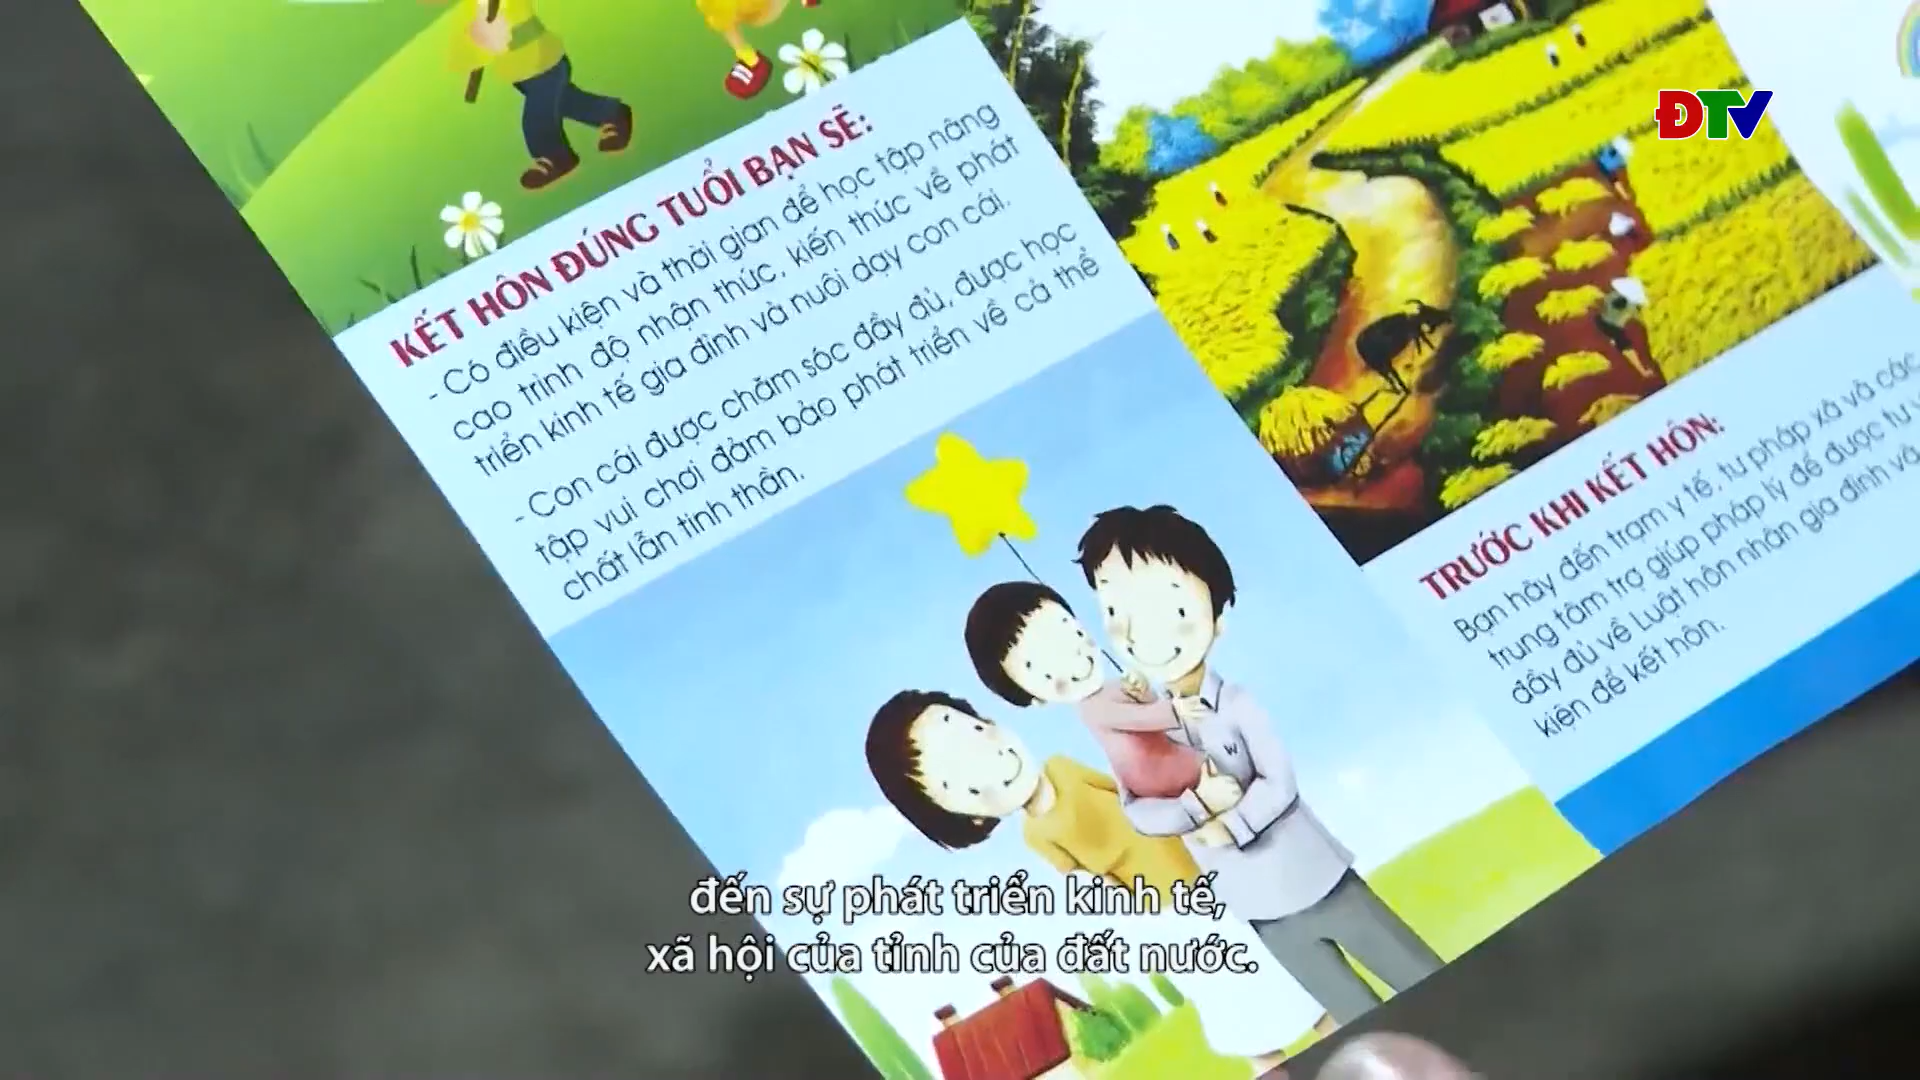 ĐTV
KẾT HÔN ĐÚNG TUỔI BẠN SẼ:
- Có điều kiện và thời gian để học tập nâng
cao trình độ nhận thức, kiến thức về phát
triển kinh tế gia đình và nuôi dạy con cái.
- Con cái được chăm sóc đầy đủ, được học
tập vui chơi đảm bảo phát triển về cả thể
chất lẫn tinh thần.
TRƯỚC KHI KẾT HÔN:
Bạn hãy đến trạm y tế, tư pháp xã và các
trung tâm trợ giúp pháp lý để được tư
đầy đủ về Luật hôn nhân gia đình và
kiện để kết hôn.
W
đến sự phát triển kinh tế,
xã hội của tỉnh của đất nước.